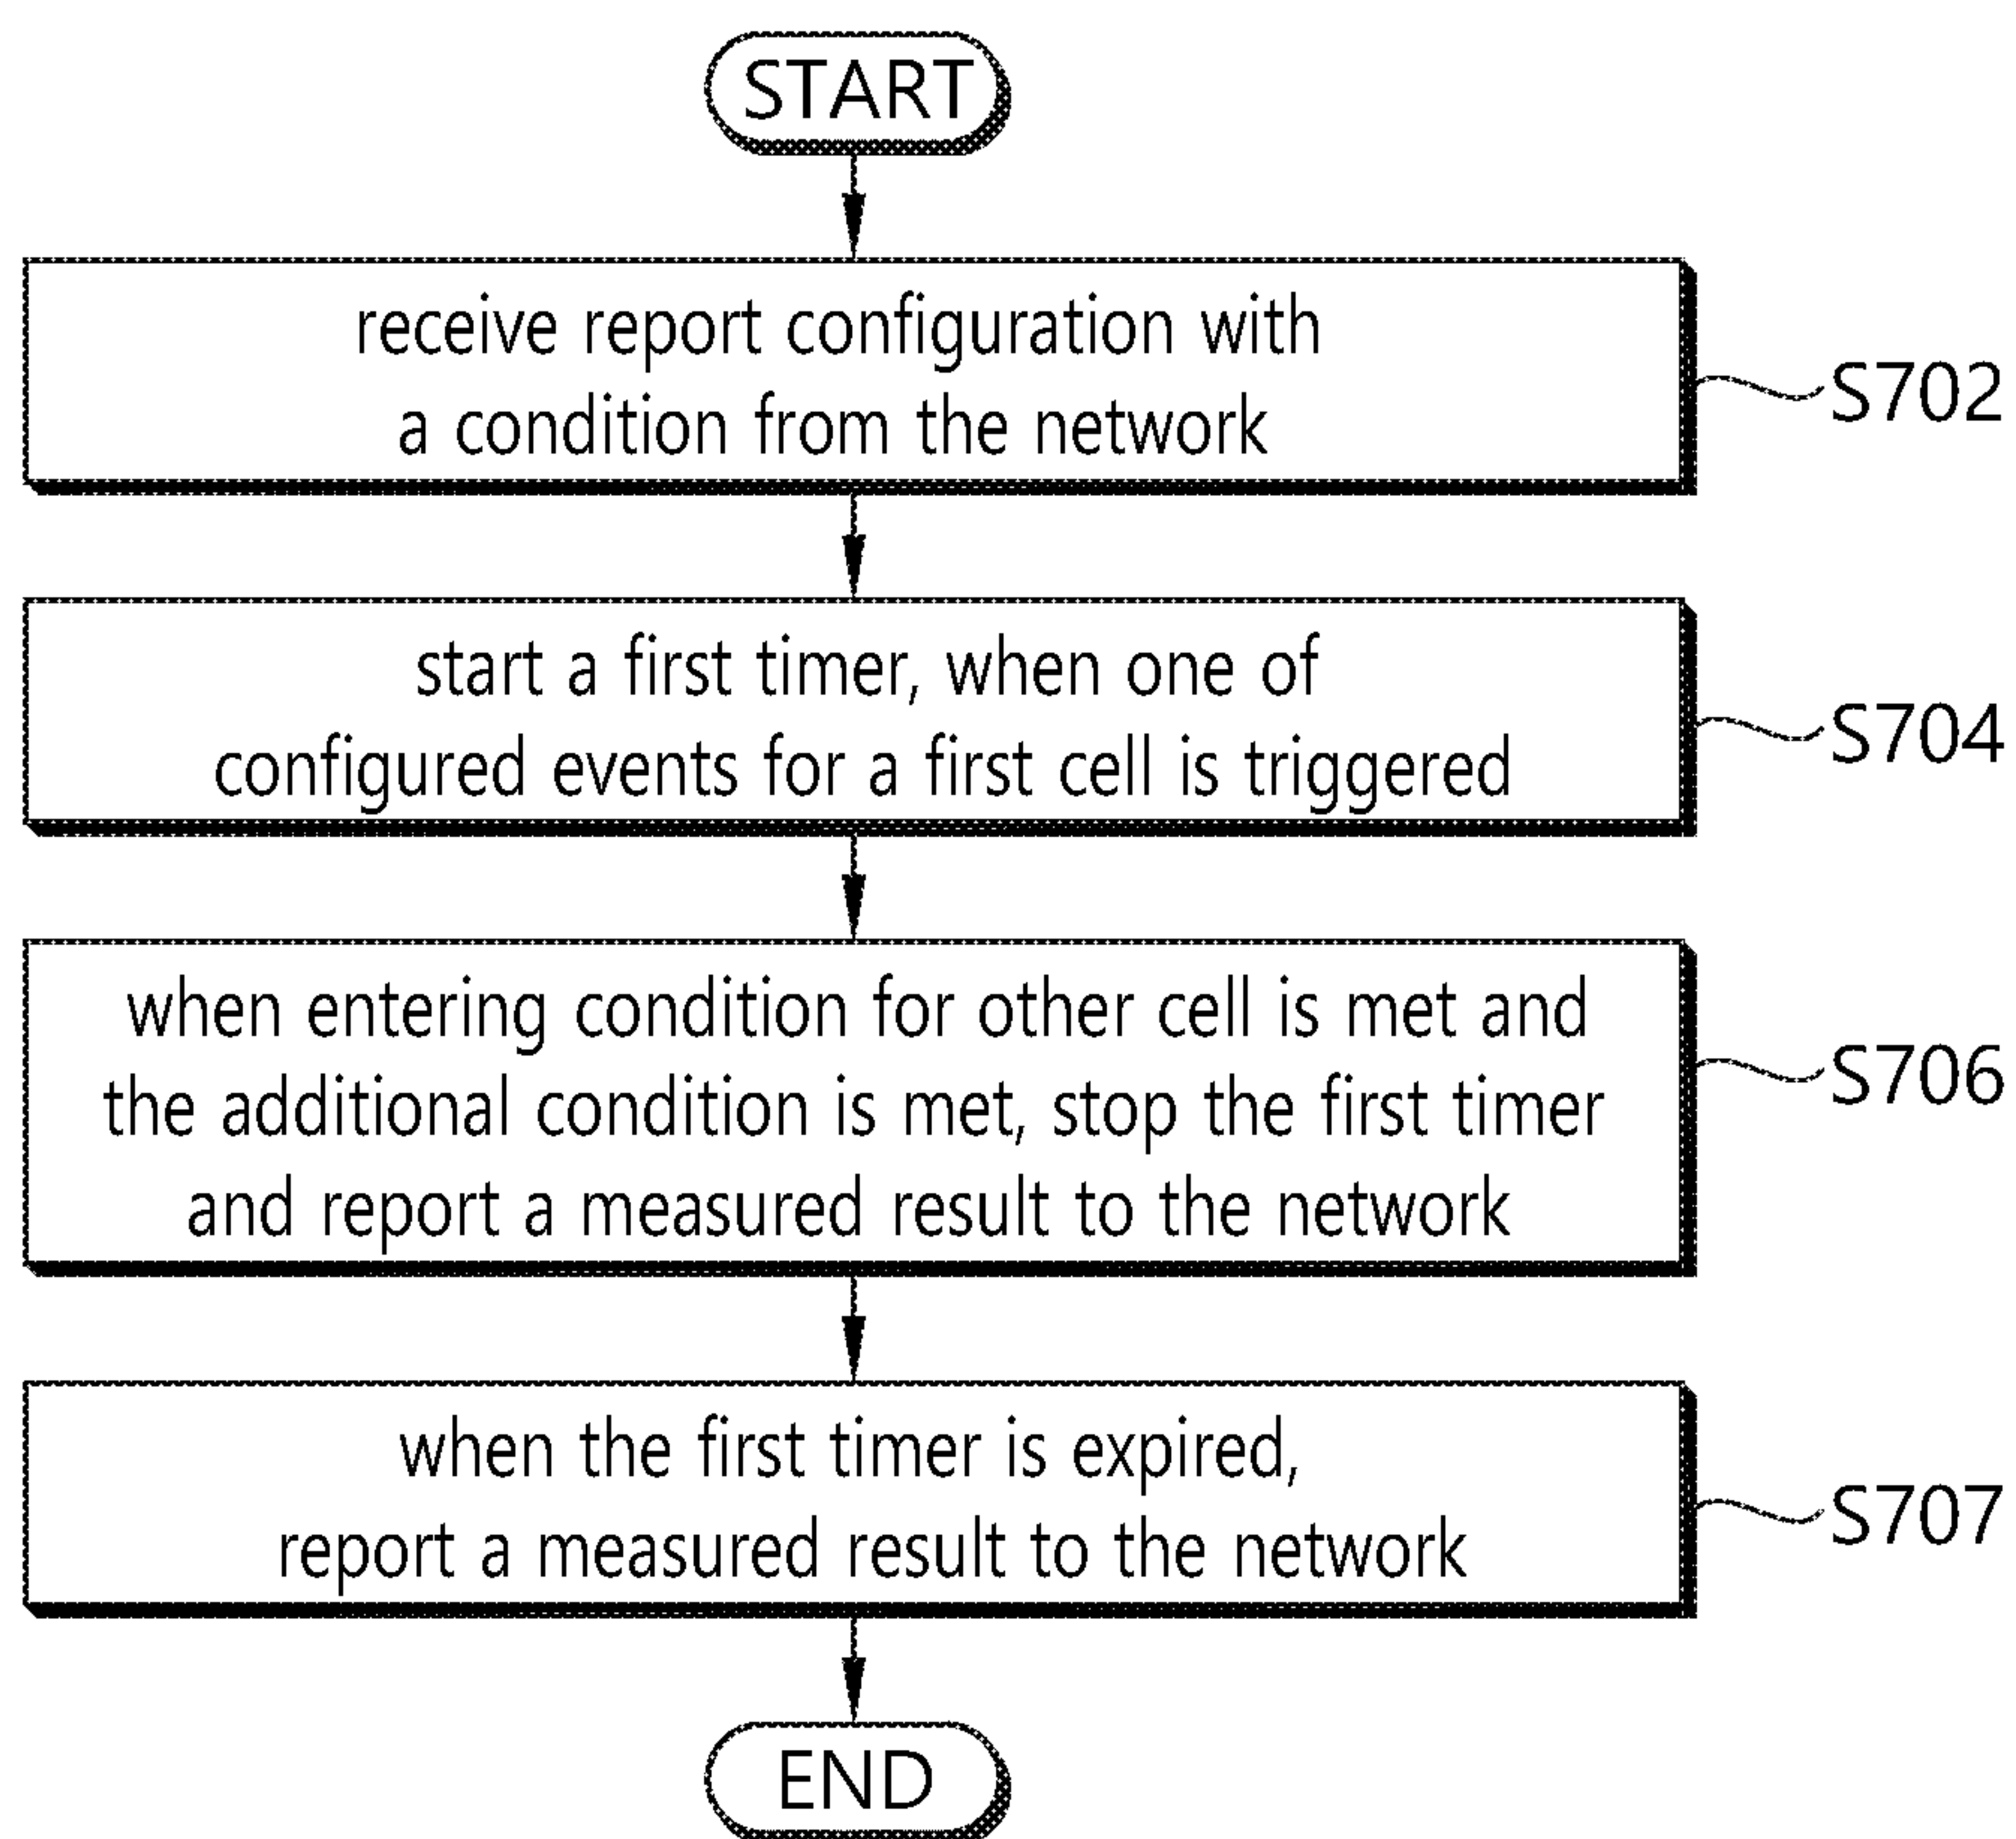 START
receive report configuration with
a condition from the network
S702
start a first timer, when one of
configured events for a first cell is triggered
S704
when entering condition for other cell is met and
the additional condition is met, stop the first timer
and report a measured result to the network
S706
when the first timer is expired,
report a measured result to the network
S707
END